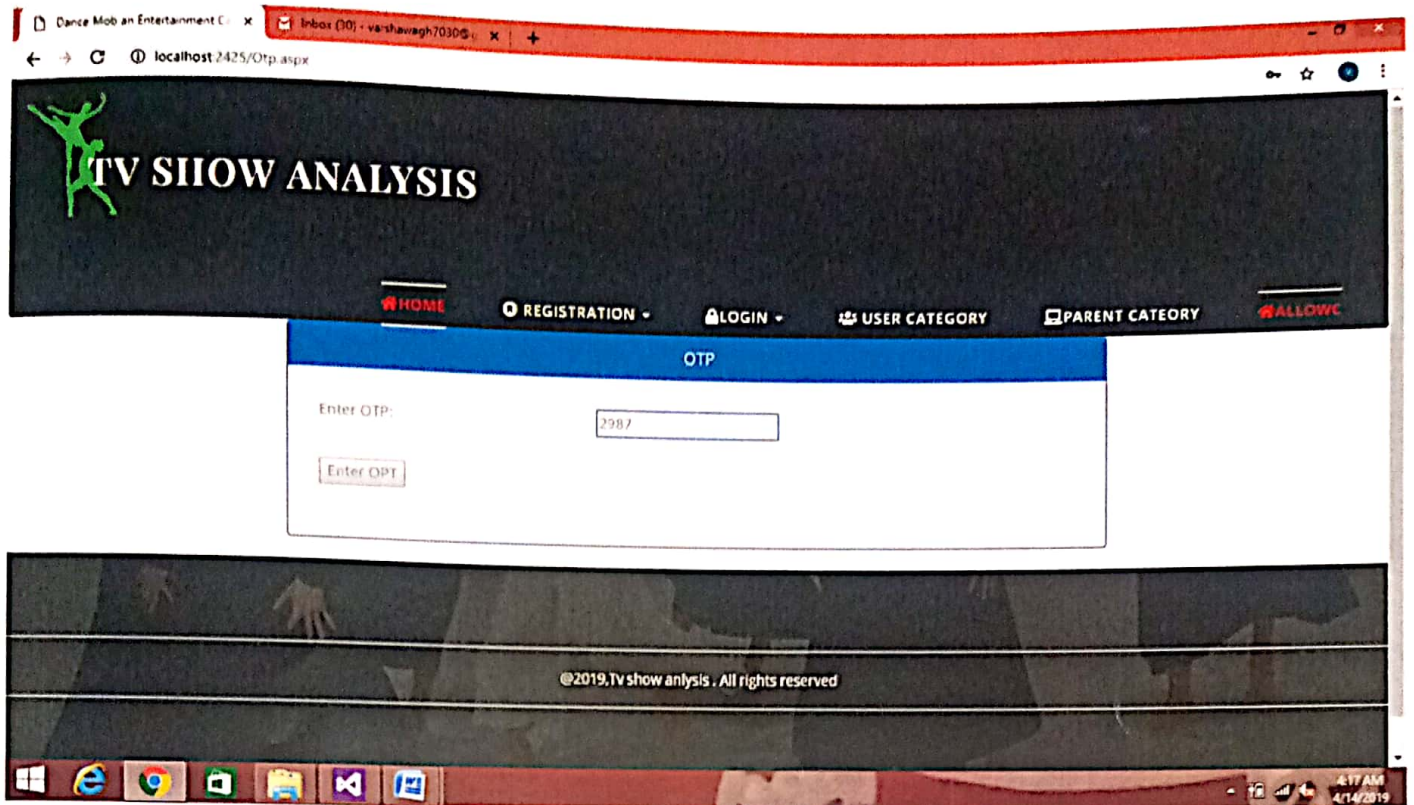 Dance Mob an Entertainment C
Inbox (30) - varshawagh7030@
localhost:2425/Otp.aspx
TV SHOW ANALYSIS
HOME
REGISTRATION
LOGIN
USER CATEGORY
PARENT CATEORY
ALLOWC
OTP
Enter OTP:
2987
Enter OPT
@2019,Tv show anlysis . All rights reserved
4:17 AM
4/14/2019